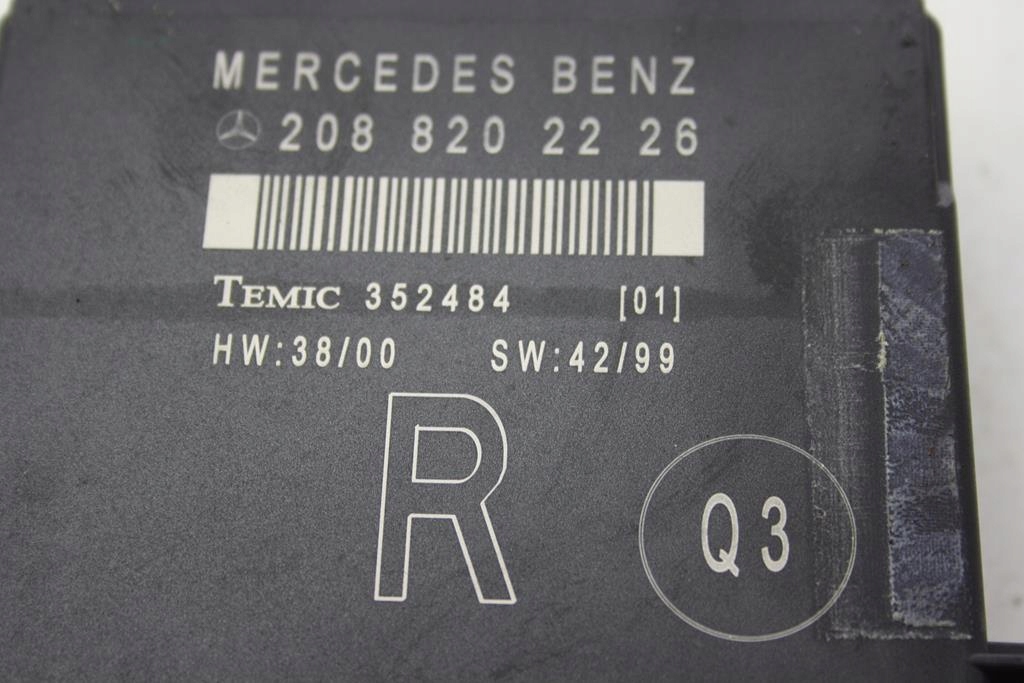 MERCEDES BENZ
208 820 22 26
TEMIC 352484 [01]
HW:38/00 SW:42/99
R
Q3